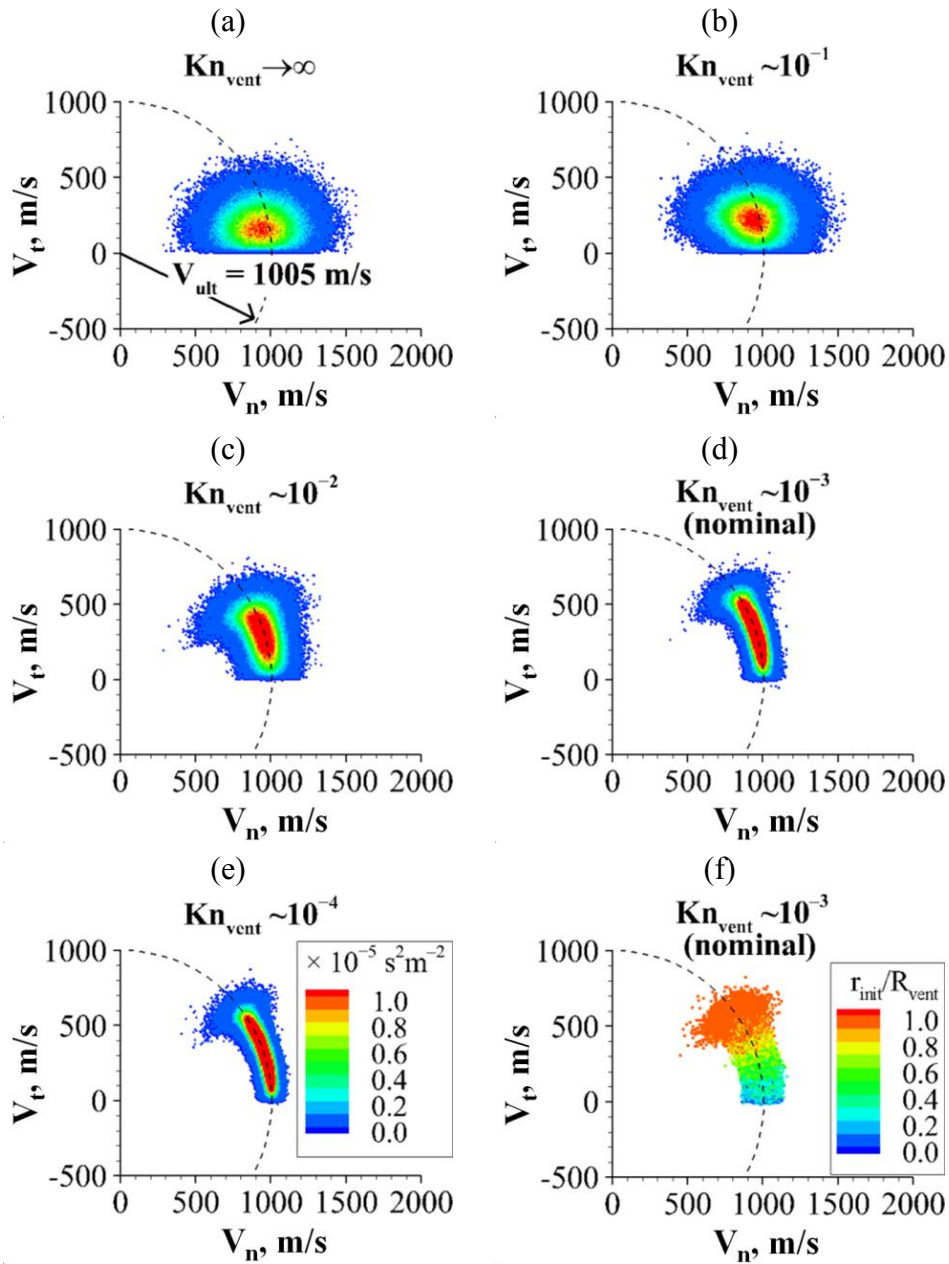 (a)
Kn_vent →∞
1000
500
0
-500
V_t, m/s
V_ult = 1005 m/s
0 500 1000 1500 2000
V_n, m/s
(b)
Kn_vent ~10⁻¹
1000
500
0
-500
V_t, m/s
0 500 1000 1500 2000
V_n, m/s
(c)
Kn_vent ~10⁻²
1000
500
0
-500
V_t, m/s
0 500 1000 1500 2000
V_n, m/s
(d)
Kn_vent ~10⁻³
(nominal)
1000
500
0
-500
V_t, m/s
0 500 1000 1500 2000
V_n, m/s
(e)
Kn_vent ~10⁻⁴
1000
500
0
-500
V_t, m/s
× 10⁻⁵ s²m⁻²
1.0
0.8
0.6
0.4
0.2
0.0
0 500 1000 1500 2000
V_n, m/s
(f)
Kn_vent ~10⁻³
(nominal)
1000
500
0
-500
V_t, m/s
r_init/R_vent
1.0
0.8
0.6
0.4
0.2
0.0
0 500 1000 1500 2000
V_n, m/s